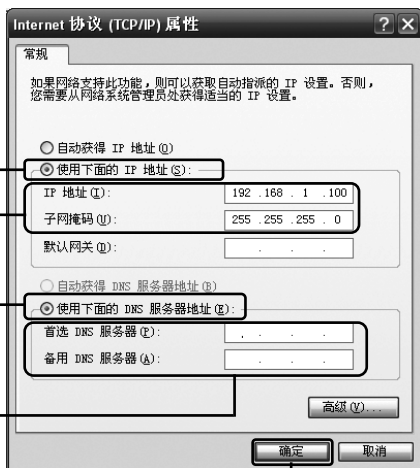 Internet 协议 (TCP/IP) 属性
常规
如果网络支持此功能，则可以获取自动指派的 IP 设置。否则，
您需要从网络系统管理员处获得适当的 IP 设置。
自动获得 IP 地址(O)
使用下面的 IP 地址(S):
IP 地址(I): 192 .168 . 1 .100
子网掩码(U): 255 .255 .255 . 0
默认网关(D): . . .
自动获得 DNS 服务器地址(B)
使用下面的 DNS 服务器地址(E):
首选 DNS 服务器(P): . . .
备用 DNS 服务器(A): . . .
高级(V)...
确定 取消